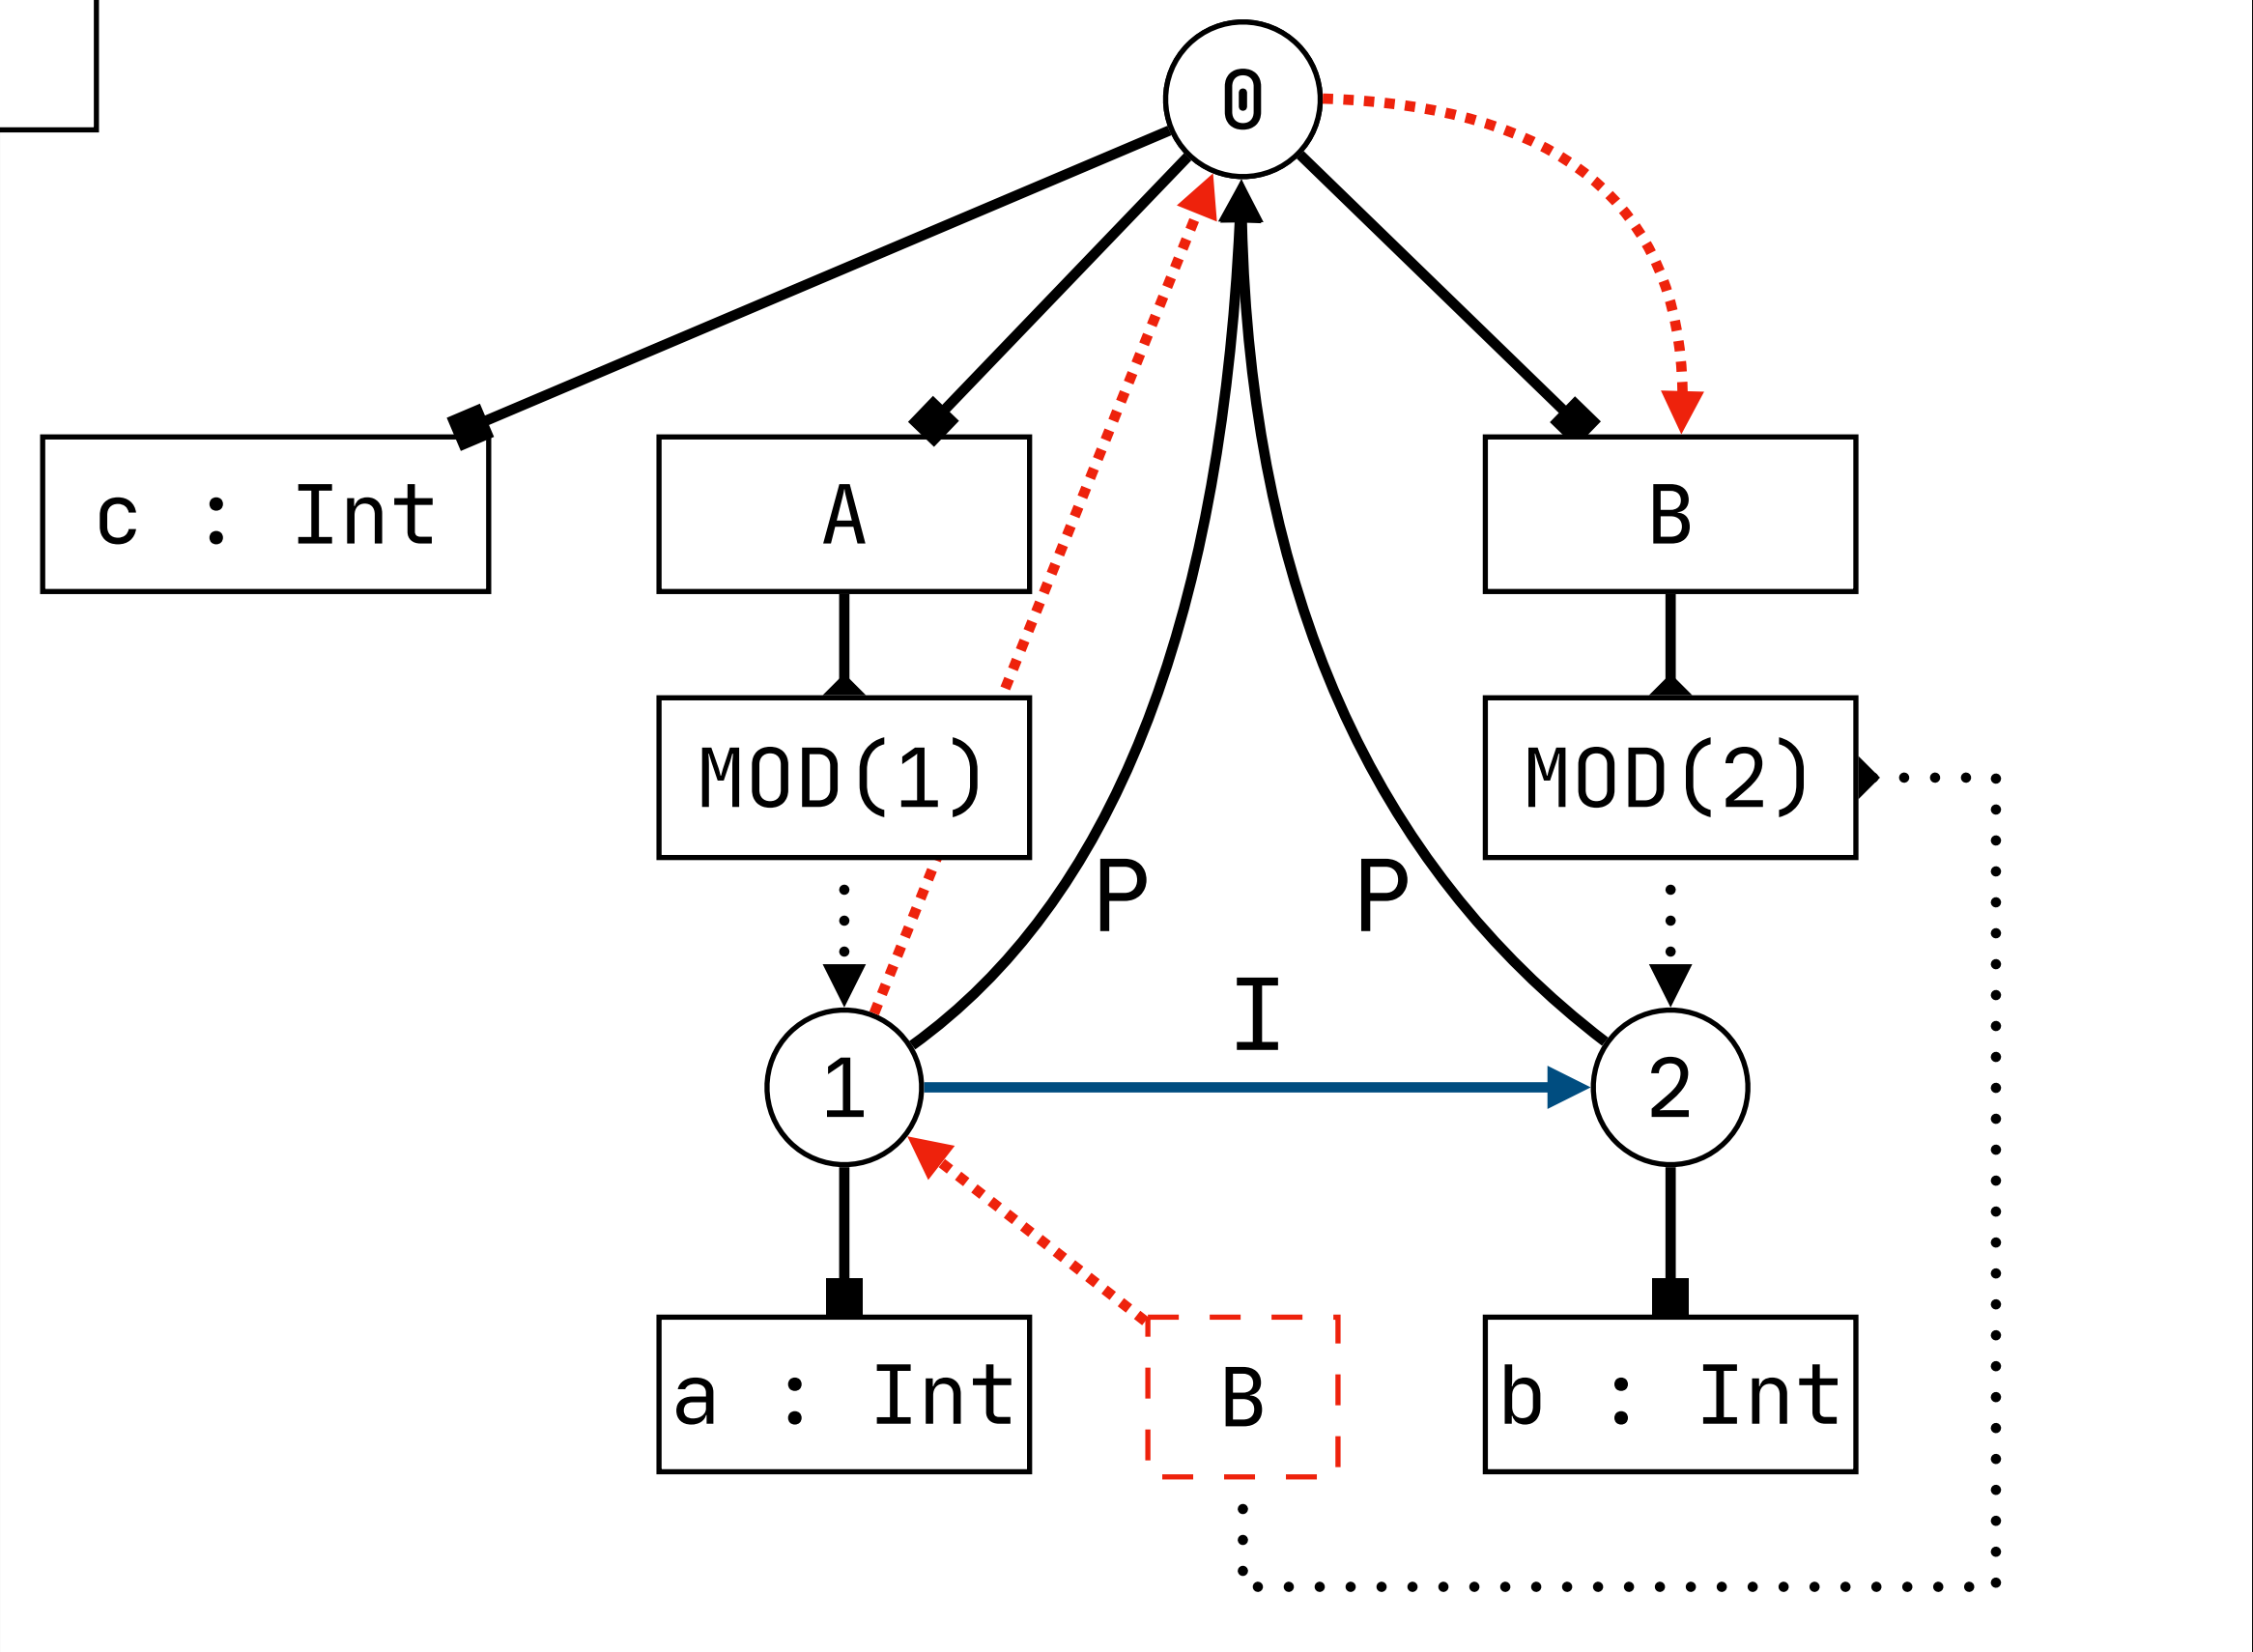 0
c : Int
A
B
MOD(1)
MOD(2)
P
P
I
1
2
a : Int
B
b : Int